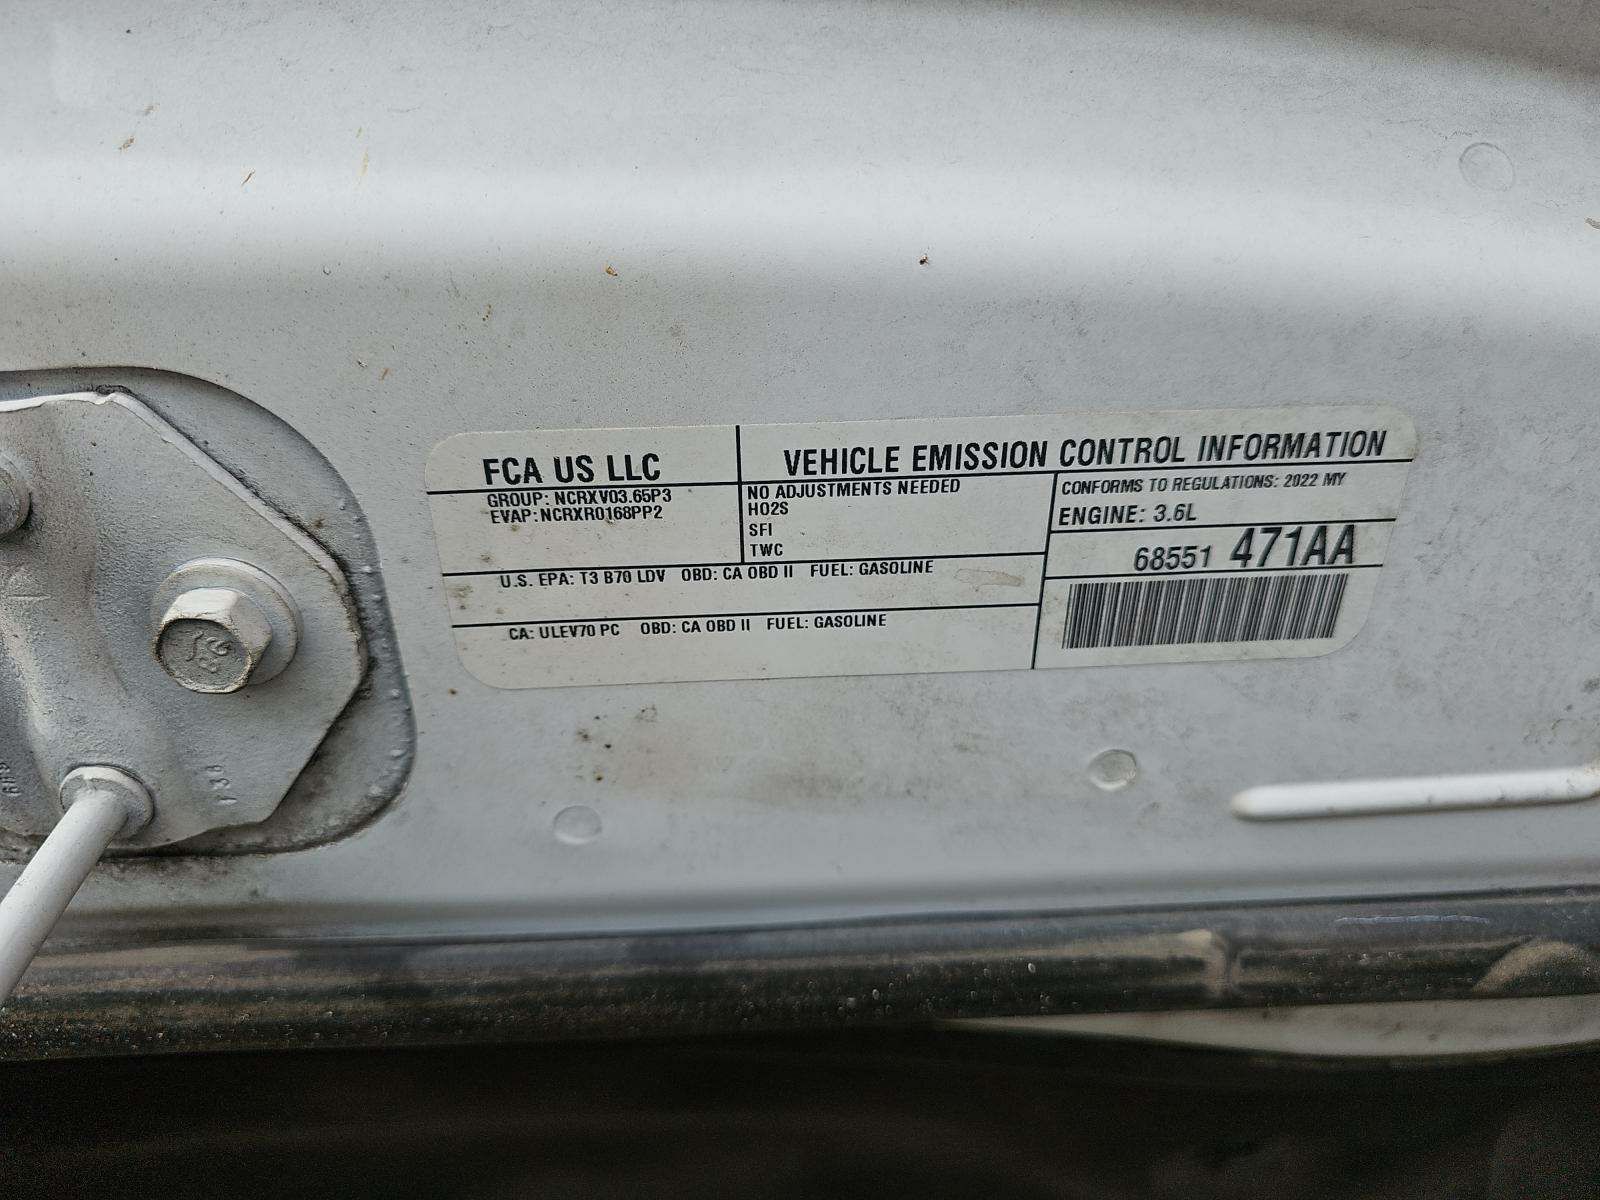 FCA US LLC
VEHICLE EMISSION CONTROL INFORMATION
GROUP: NCRXV03.65P3
EVAP: NCRXR0168PP2
NO ADJUSTMENTS NEEDED
HO2S
SFI
TWC
CONFORMS TO REGULATIONS: 2022 MY
ENGINE: 3.6L
68551 471AA
U.S. EPA: T3 B70 LDV OBD: CA OBD II FUEL: GASOLINE
CA: ULEV70 PC OBD: CA OBD II FUEL: GASOLINE